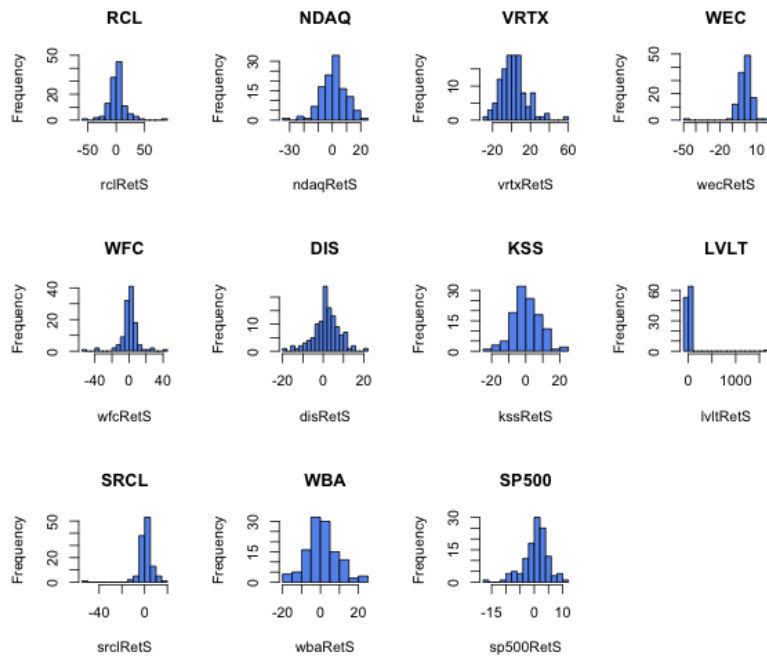 RCL
Frequency
0 20 50
-50 0 50
rclRetS
NDAQ
Frequency
0 15 30
-30 0 20
ndaqRetS
VRTX
Frequency
0 10
-20 20 60
vrtxRetS
WEC
Frequency
0 20 50
-50 -20 10
wecRetS
WFC
Frequency
0 20 40
-40 0 40
wfcRetS
DIS
Frequency
0 10
-20 0 20
disRetS
KSS
Frequency
0 15 30
-20 0 20
kssRetS
LVLT
Frequency
0 30 60
0 1000
lvltRetS
SRCL
Frequency
0 20 50
-40 0
srclRetS
WBA
Frequency
0 15 30
-20 0 20
wbaRetS
SP500
Frequency
0 15 30
-15 0 10
sp500RetS